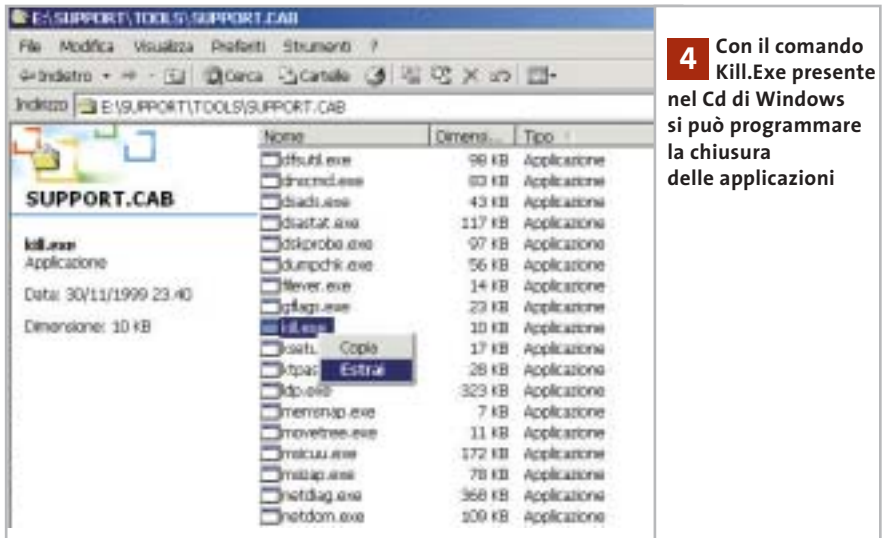 E:\SUPPORT\TOOLS\SUPPORT.CAB
File Modifica Visualizza Preferiti Strumenti ?
Indietro Cerca Cartelle
Indirizzo E:\SUPPORT\TOOLS\SUPPORT.CAB
Nome Dimens... Tipo
SUPPORT.CAB
kill.exe
Applicazione
Data: 30/11/1999 23.40
Dimensione: 10 KB
dfsutil.exe 98 KB Applicazione
dnscmd.exe 83 KB Applicazione
dsacls.exe 43 KB Applicazione
dsastat.exe 117 KB Applicazione
dskprobe.exe 97 KB Applicazione
dumpchk.exe 56 KB Applicazione
filever.exe 14 KB Applicazione
gflags.exe 23 KB Applicazione
kill.exe 10 KB Applicazione
ksetu 17 KB Applicazione
ktpas 28 KB Applicazione
ldp.exe 323 KB Applicazione
memsnap.exe 7 KB Applicazione
movetree.exe 11 KB Applicazione
msicuu.exe 172 KB Applicazione
msizap.exe 78 KB Applicazione
netdiag.exe 368 KB Applicazione
netdom.exe 109 KB Applicazione
Copia
Estrai
4 Con il comando
Kill.Exe presente
nel Cd di Windows
si può programmare
la chiusura
delle applicazioni